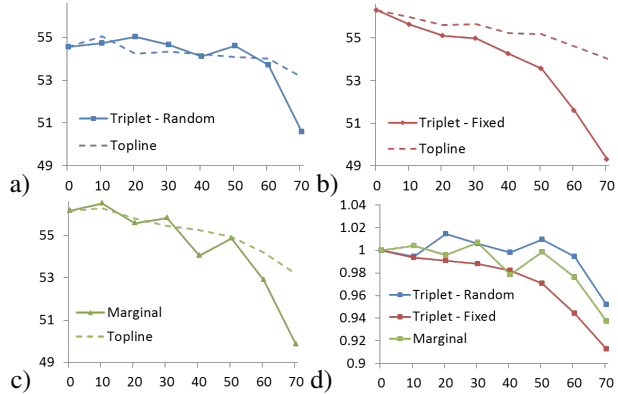 55
53
51
49
Triplet - Random
Topline
0 10 20 30 40 50 60 70
a)
55
53
51
49
Triplet - Fixed
Topline
0 10 20 30 40 50 60 70
b)
55
53
51
49
Marginal
Topline
0 10 20 30 40 50 60 70
c)
1.04
1.02
1
0.98
0.96
0.94
0.92
0.9
Triplet - Random
Triplet - Fixed
Marginal
0 10 20 30 40 50 60 70
d)